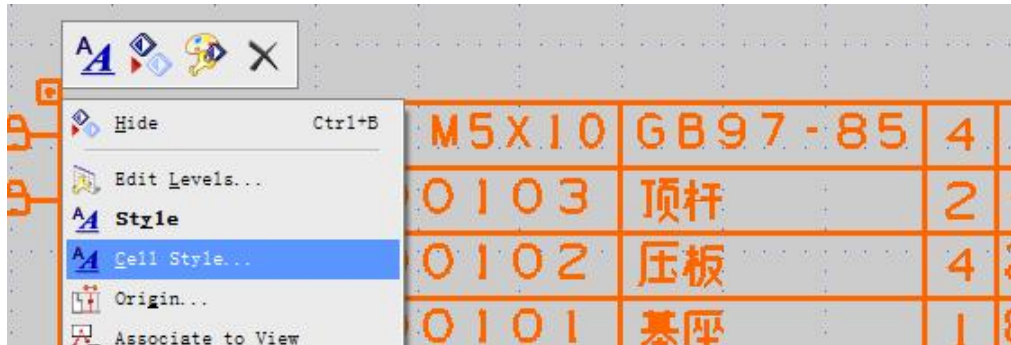 Hide Ctrl+B
Edit Levels...
Style
Cell Style...
Origin...
Associate to View
M5X10 GB97-85 4
0103 顶杆 2
0102 压板 4
0101 基座 1